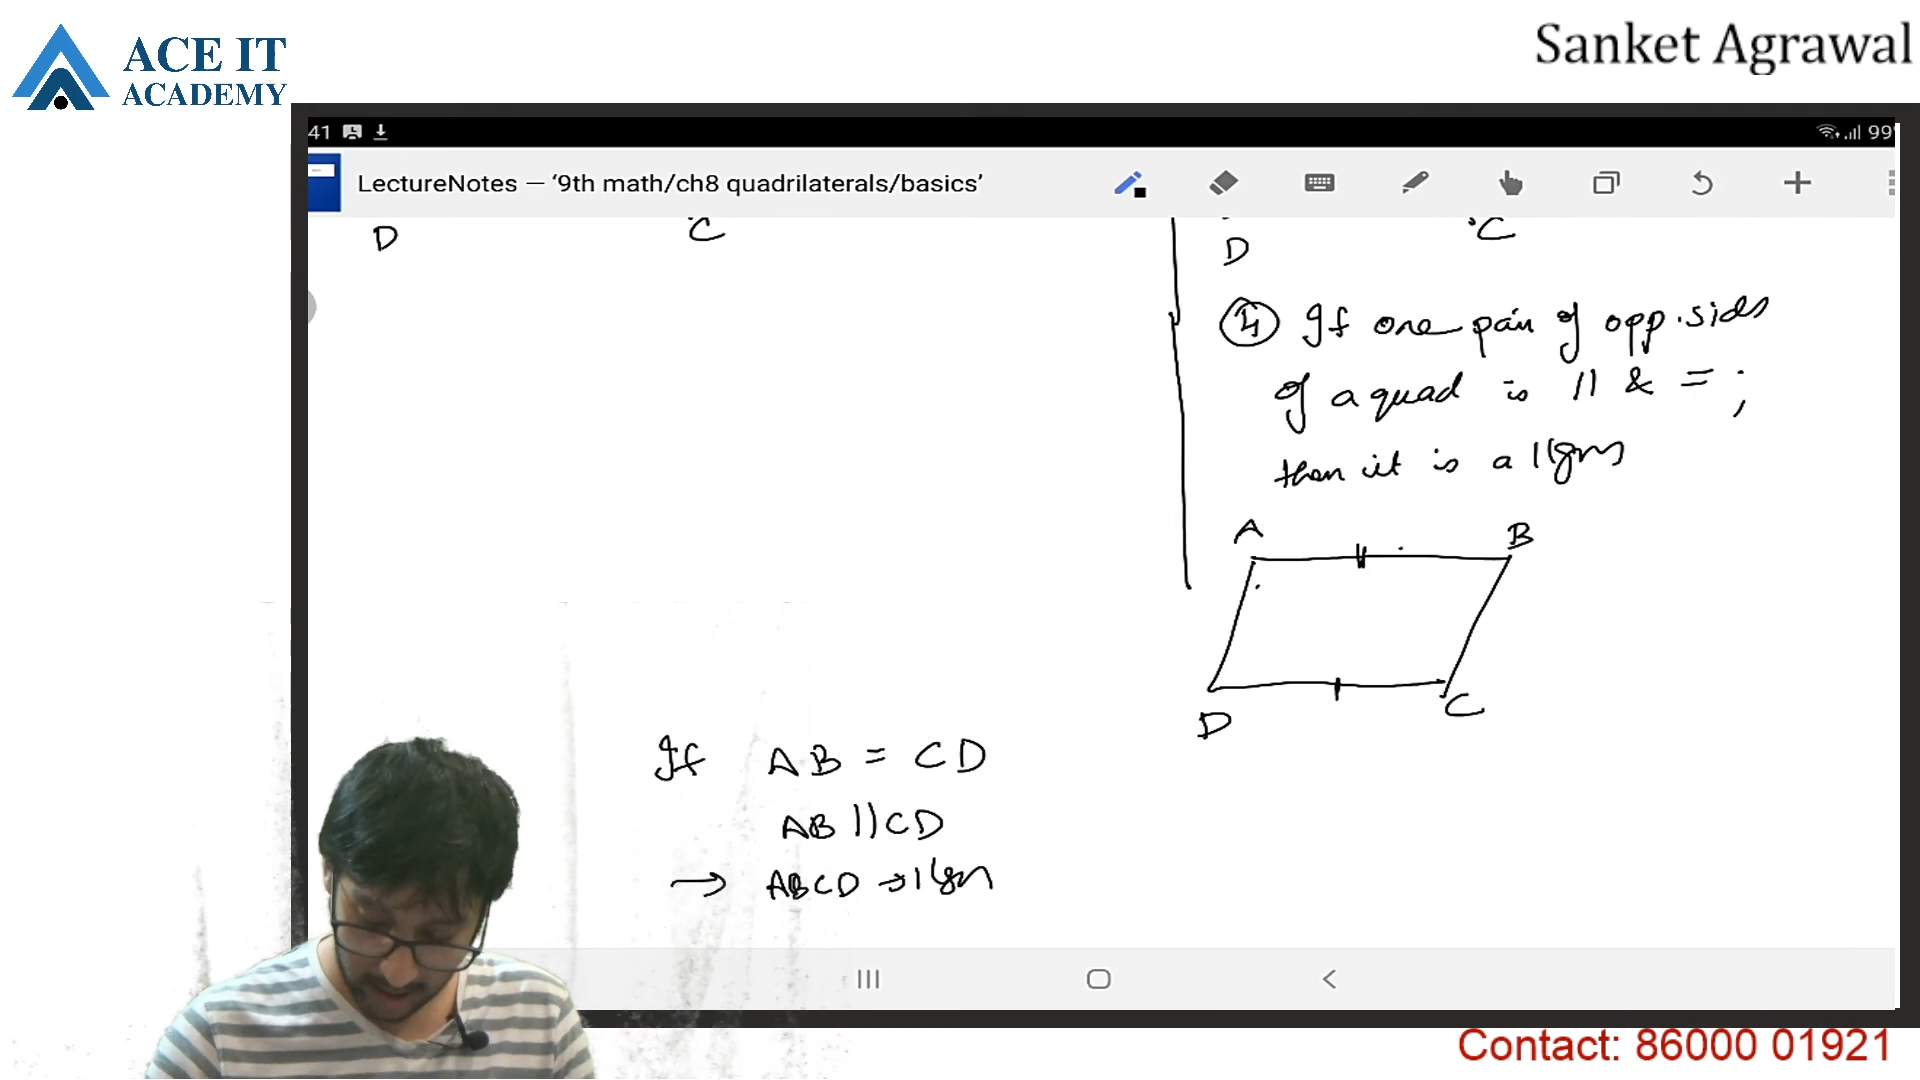 ACE IT
ACADEMY
Sanket Agrawal
41
99
LectureNotes — ‘9th math/ch8 quadrilaterals/basics’
D C
D C
4 If one pair of opp. sides
of a quad is || & = ;
then it is a ||gm
A B
D C
If AB = CD
AB || CD
→ ABCD → ||gm
Contact: 86000 01921